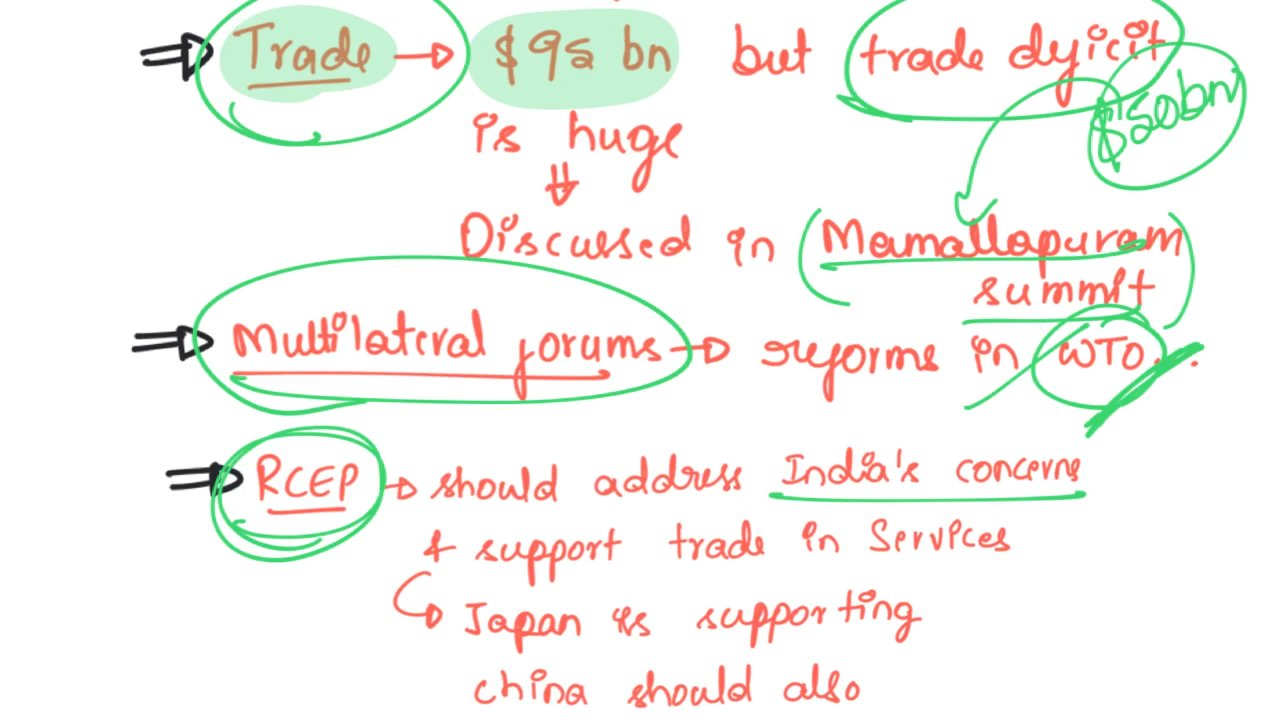 Trade → $95 bn but trade deficit
$50bn
is huge
Discussed in (Mamallapuram
summit)
Multilateral forums → reforms in WTO.
RCEP → should address India's concerns
& support trade in Services
Japan is supporting
china should also